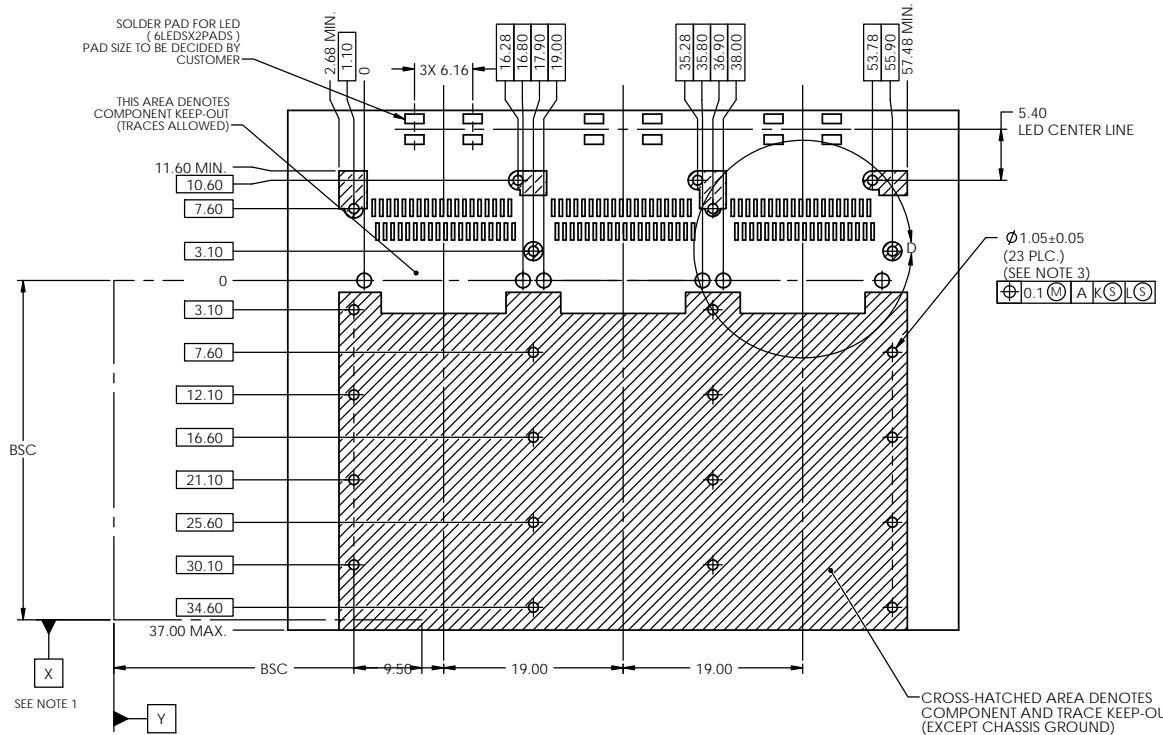 SOLDER PAD FOR LED
( 6LEDSX2PADS )
PAD SIZE TO BE DECIDED BY
CUSTOMER
THIS AREA DENOTES
COMPONENT KEEP-OUT
(TRACES ALLOWED)
2.68 MIN.
1.10
0
3X 6.16
16.28
16.80
17.90
19.00
35.28
35.80
36.90
38.00
53.78
55.90
57.48 MIN.
5.40
LED CENTER LINE
11.60 MIN.
10.60
7.60
3.10
0
3.10
7.60
12.10
16.60
21.10
25.60
30.10
34.60
37.00 MAX.
D
Ø1.05±0.05
(23 PLC.)
(SEE NOTE 3)
⌖ 0.1 Ⓜ A KⓈ LⓈ
BSC
X
SEE NOTE 1
BSC
9.50
19.00
19.00
Y
CROSS-HATCHED AREA DENOTES
COMPONENT AND TRACE KEEP-OU
(EXCEPT CHASSIS GROUND)